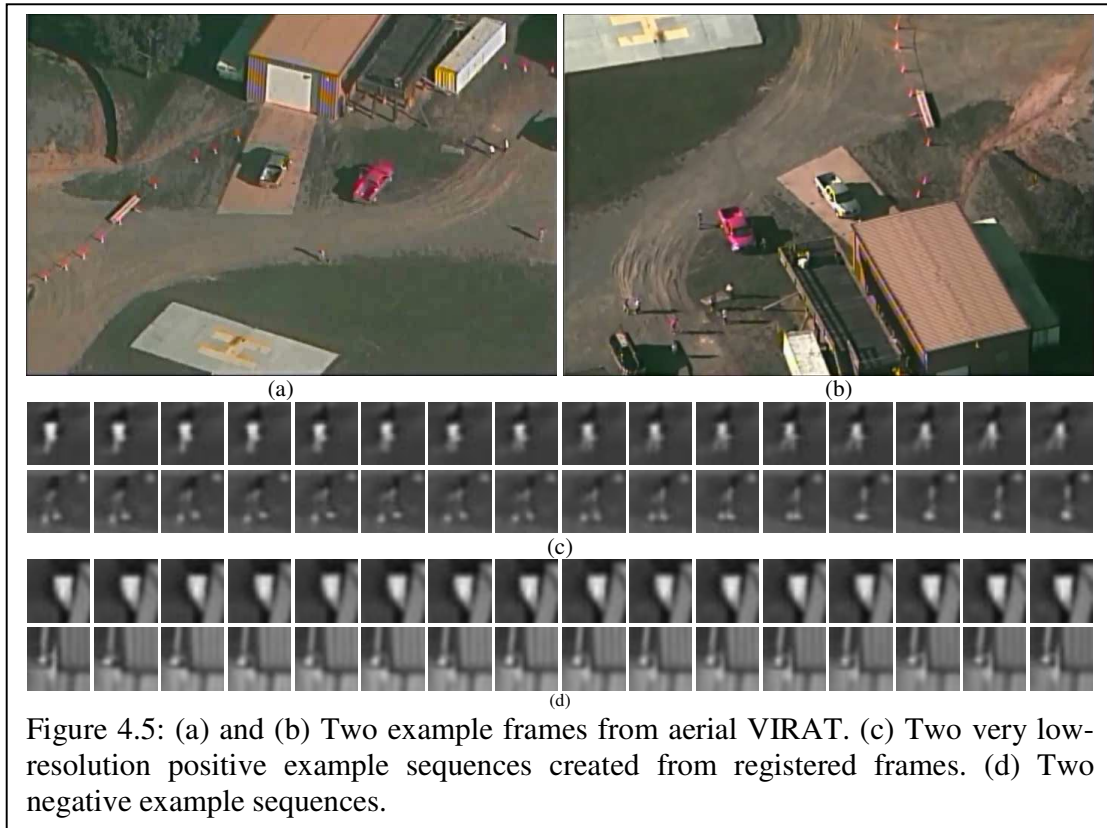 (a)
(b)
(c)
(d)
Figure 4.5: (a) and (b) Two example frames from aerial VIRAT. (c) Two very low-
resolution positive example sequences created from registered frames. (d) Two
negative example sequences.